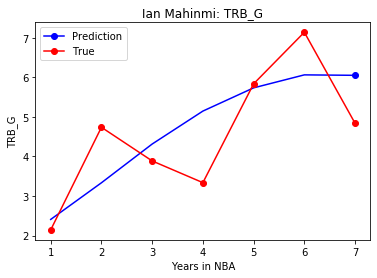 Ian Mahinmi: TRB_G
Prediction
True
TRB_G
7
6
5
4
3
2
1 2 3 4 5 6 7
Years in NBA